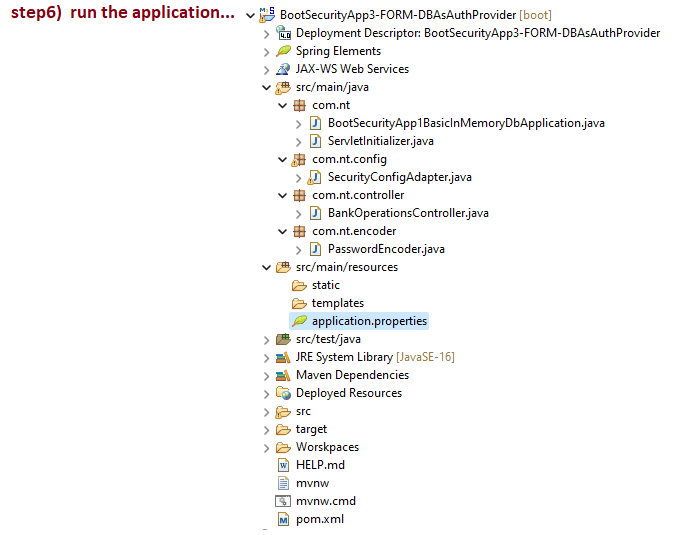 step6) run the application...
BootSecurityApp3-FORM-DBAsAuthProvider [boot]
Deployment Descriptor: BootSecurityApp3-FORM-DBAsAuthProvider
Spring Elements
JAX-WS Web Services
src/main/java
com.nt
BootSecurityApp1BasicInMemoryDbApplication.java
ServletInitializer.java
com.nt.config
SecurityConfigAdapter.java
com.nt.controller
BankOperationsController.java
com.nt.encoder
PasswordEncoder.java
src/main/resources
static
templates
application.properties
src/test/java
JRE System Library [JavaSE-16]
Maven Dependencies
Deployed Resources
src
target
Worskpaces
HELP.md
mvnw
mvnw.cmd
pom.xml